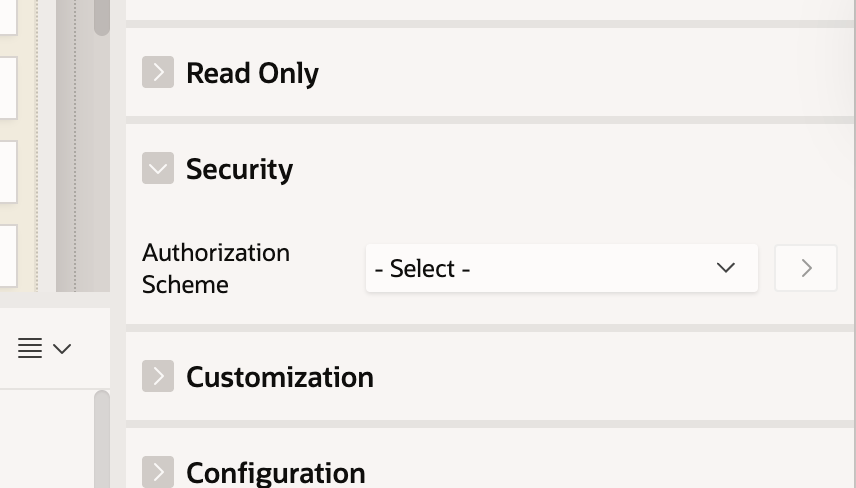 Read Only
Security
Authorization
Scheme
- Select -
Customization
Configuration